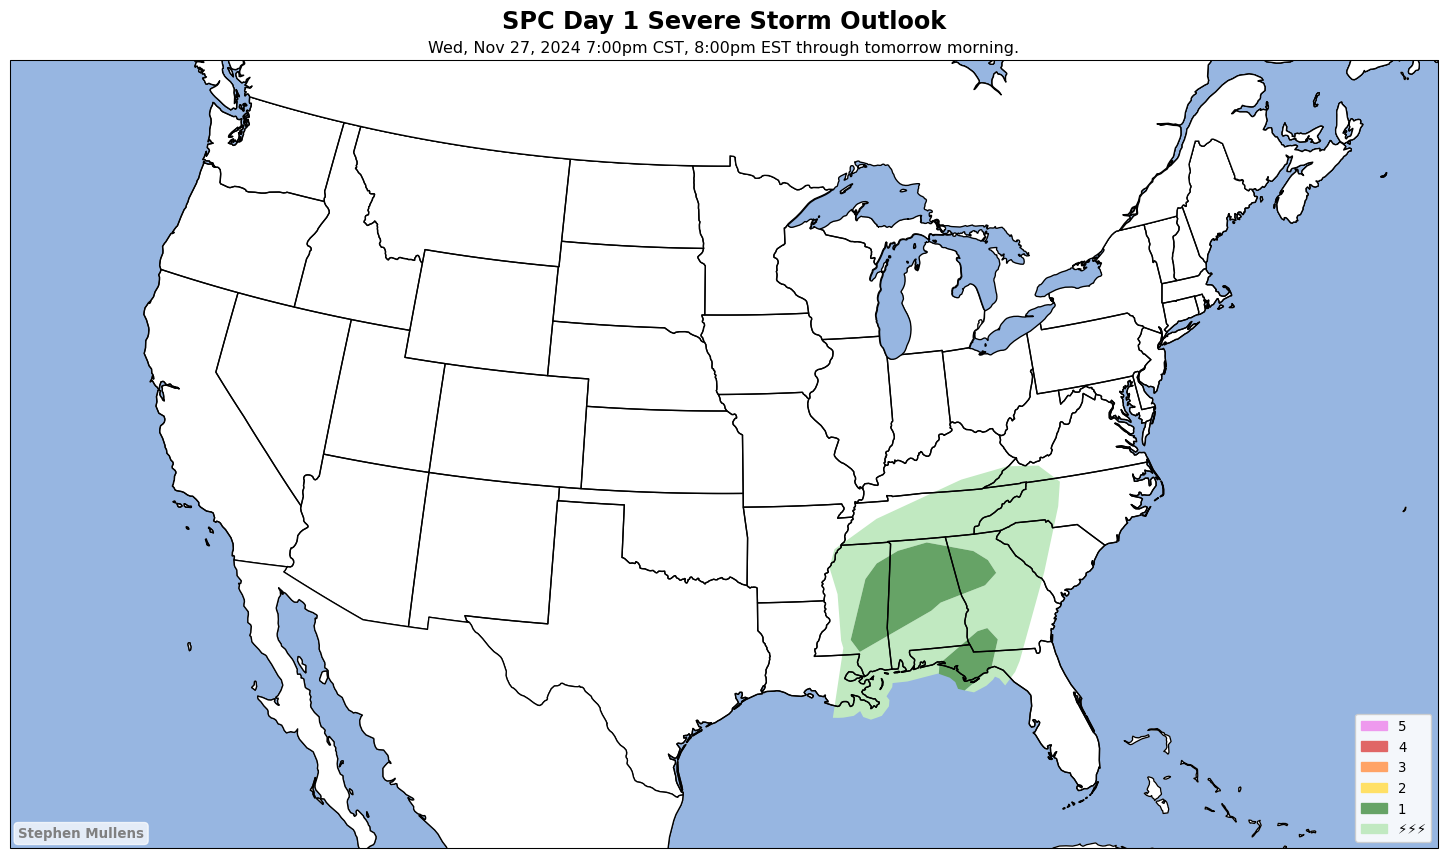 SPC Day 1 Severe Storm Outlook
Wed, Nov 27, 2024 7:00pm CST, 8:00pm EST through tomorrow morning.
5
4
3
2
1
⚡⚡⚡
Stephen Mullens